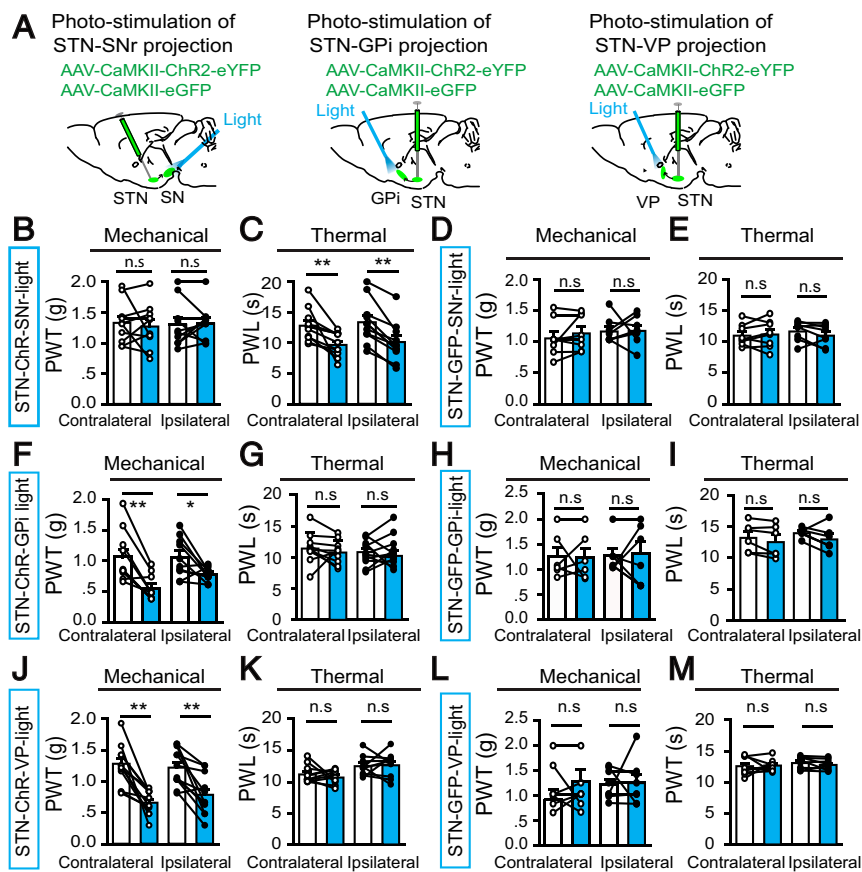 A
Photo-stimulation of
STN-SNr projection
AAV-CaMKII-ChR2-eYFP
AAV-CaMKII-eGFP
Light
STN SN
Photo-stimulation of
STN-GPi projection
AAV-CaMKII-ChR2-eYFP
AAV-CaMKII-eGFP
Light
GPi STN
Photo-stimulation of
STN-VP projection
AAV-CaMKII-ChR2-eYFP
AAV-CaMKII-eGFP
Light
VP STN
STN-ChR-SNr-light
B
Mechanical
n.s n.s
PWT (g)
2.0
1.5
1.0
.5
0.0
Contralateral Ipsilateral
C
Thermal
** **
PWL (s)
25
20
15
10
5
0
Contralateral Ipsilateral
STN-GFP-SNr-light
D
Mechanical
n.s n.s
PWT (g)
2.0
1.5
1.0
.5
0.0
Contralateral Ipsilateral
E
Thermal
n.s n.s
PWL (s)
20
15
10
5
0
Contralateral Ipsilateral
STN-ChR-GPi light
F
Mechanical
** *
PWT (g)
2.0
1.5
1.0
.5
0.0
Contralateral Ipsilateral
G
Thermal
n.s n.s
PWL (s)
20
15
10
5
0
Contralateral Ipsilateral
STN-GFP-GPi-light
H
Mechanical
n.s n.s
PWT (g)
2.5
2.0
1.5
1.0
.5
0.0
Contralateral Ipsilateral
I
Thermal
n.s n.s
PWL (s)
20
15
10
5
0
Contralateral Ipsilateral
STN-ChR-VP-light
J
Mechanical
** **
PWT (g)
2.0
1.5
1.0
.5
0.0
Contralateral Ipsilateral
K
Thermal
n.s n.s
PWL (s)
20
15
10
5
0
Contralateral Ipsilateral
STN-GFP-VP-light
L
Mechanical
n.s n.s
PWT (g)
2.5
2.0
1.5
1.0
.5
0.0
Contralateral Ipsilateral
M
Thermal
n.s n.s
PWT (s)
20
15
10
5
0
Contralateral Ipsilateral